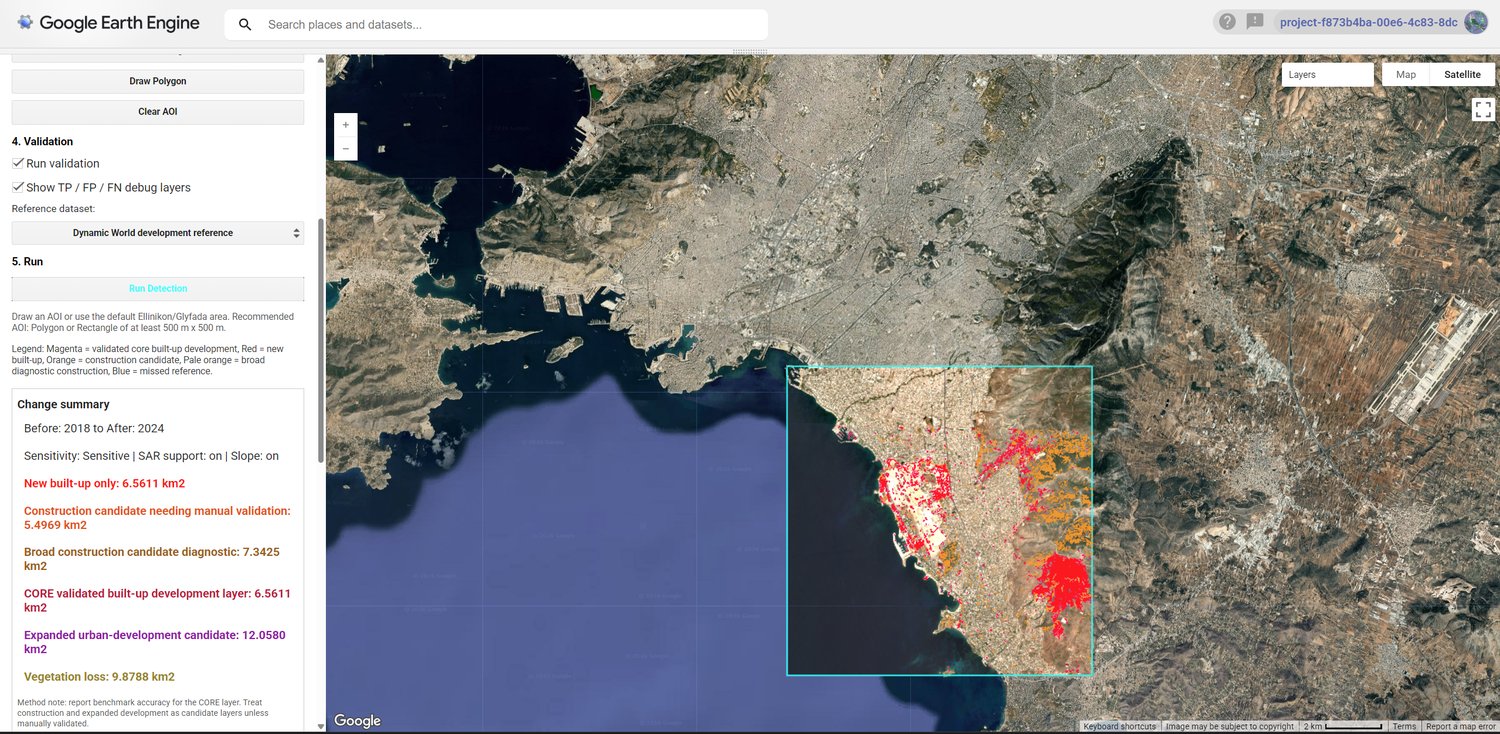 Google Earth Engine
Search places and datasets...
project-f873b4ba-00e6-4c83-8dc
Draw Polygon
Clear AOI
4. Validation
Run validation
Show TP / FP / FN debug layers
Reference dataset:
Dynamic World development reference
5. Run
Run Detection
Draw an AOI or use the default Ellinikon/Glyfada area. Recommended
AOI: Polygon or Rectangle of at least 500 m x 500 m.
Legend: Magenta = validated core built-up development, Red = new
built-up, Orange = construction candidate, Pale orange = broad
diagnostic construction, Blue = missed reference.
Change summary
Before: 2018 to After: 2024
Sensitivity: Sensitive | SAR support: on | Slope: on
New built-up only: 6.5611 km2
Construction candidate needing manual validation:
5.4969 km2
Broad construction candidate diagnostic: 7.3425
km2
CORE validated built-up development layer: 6.5611
km2
Expanded urban-development candidate: 12.0580
km2
Vegetation loss: 9.8788 km2
Method note: report benchmark accuracy for the CORE layer. Treat
construction and expanded development as candidate layers unless
manually validated.
Layers
Map
Satellite
+
−
Google
Keyboard shortcuts
Image may be subject to copyright
2 km
Terms
Report a map error